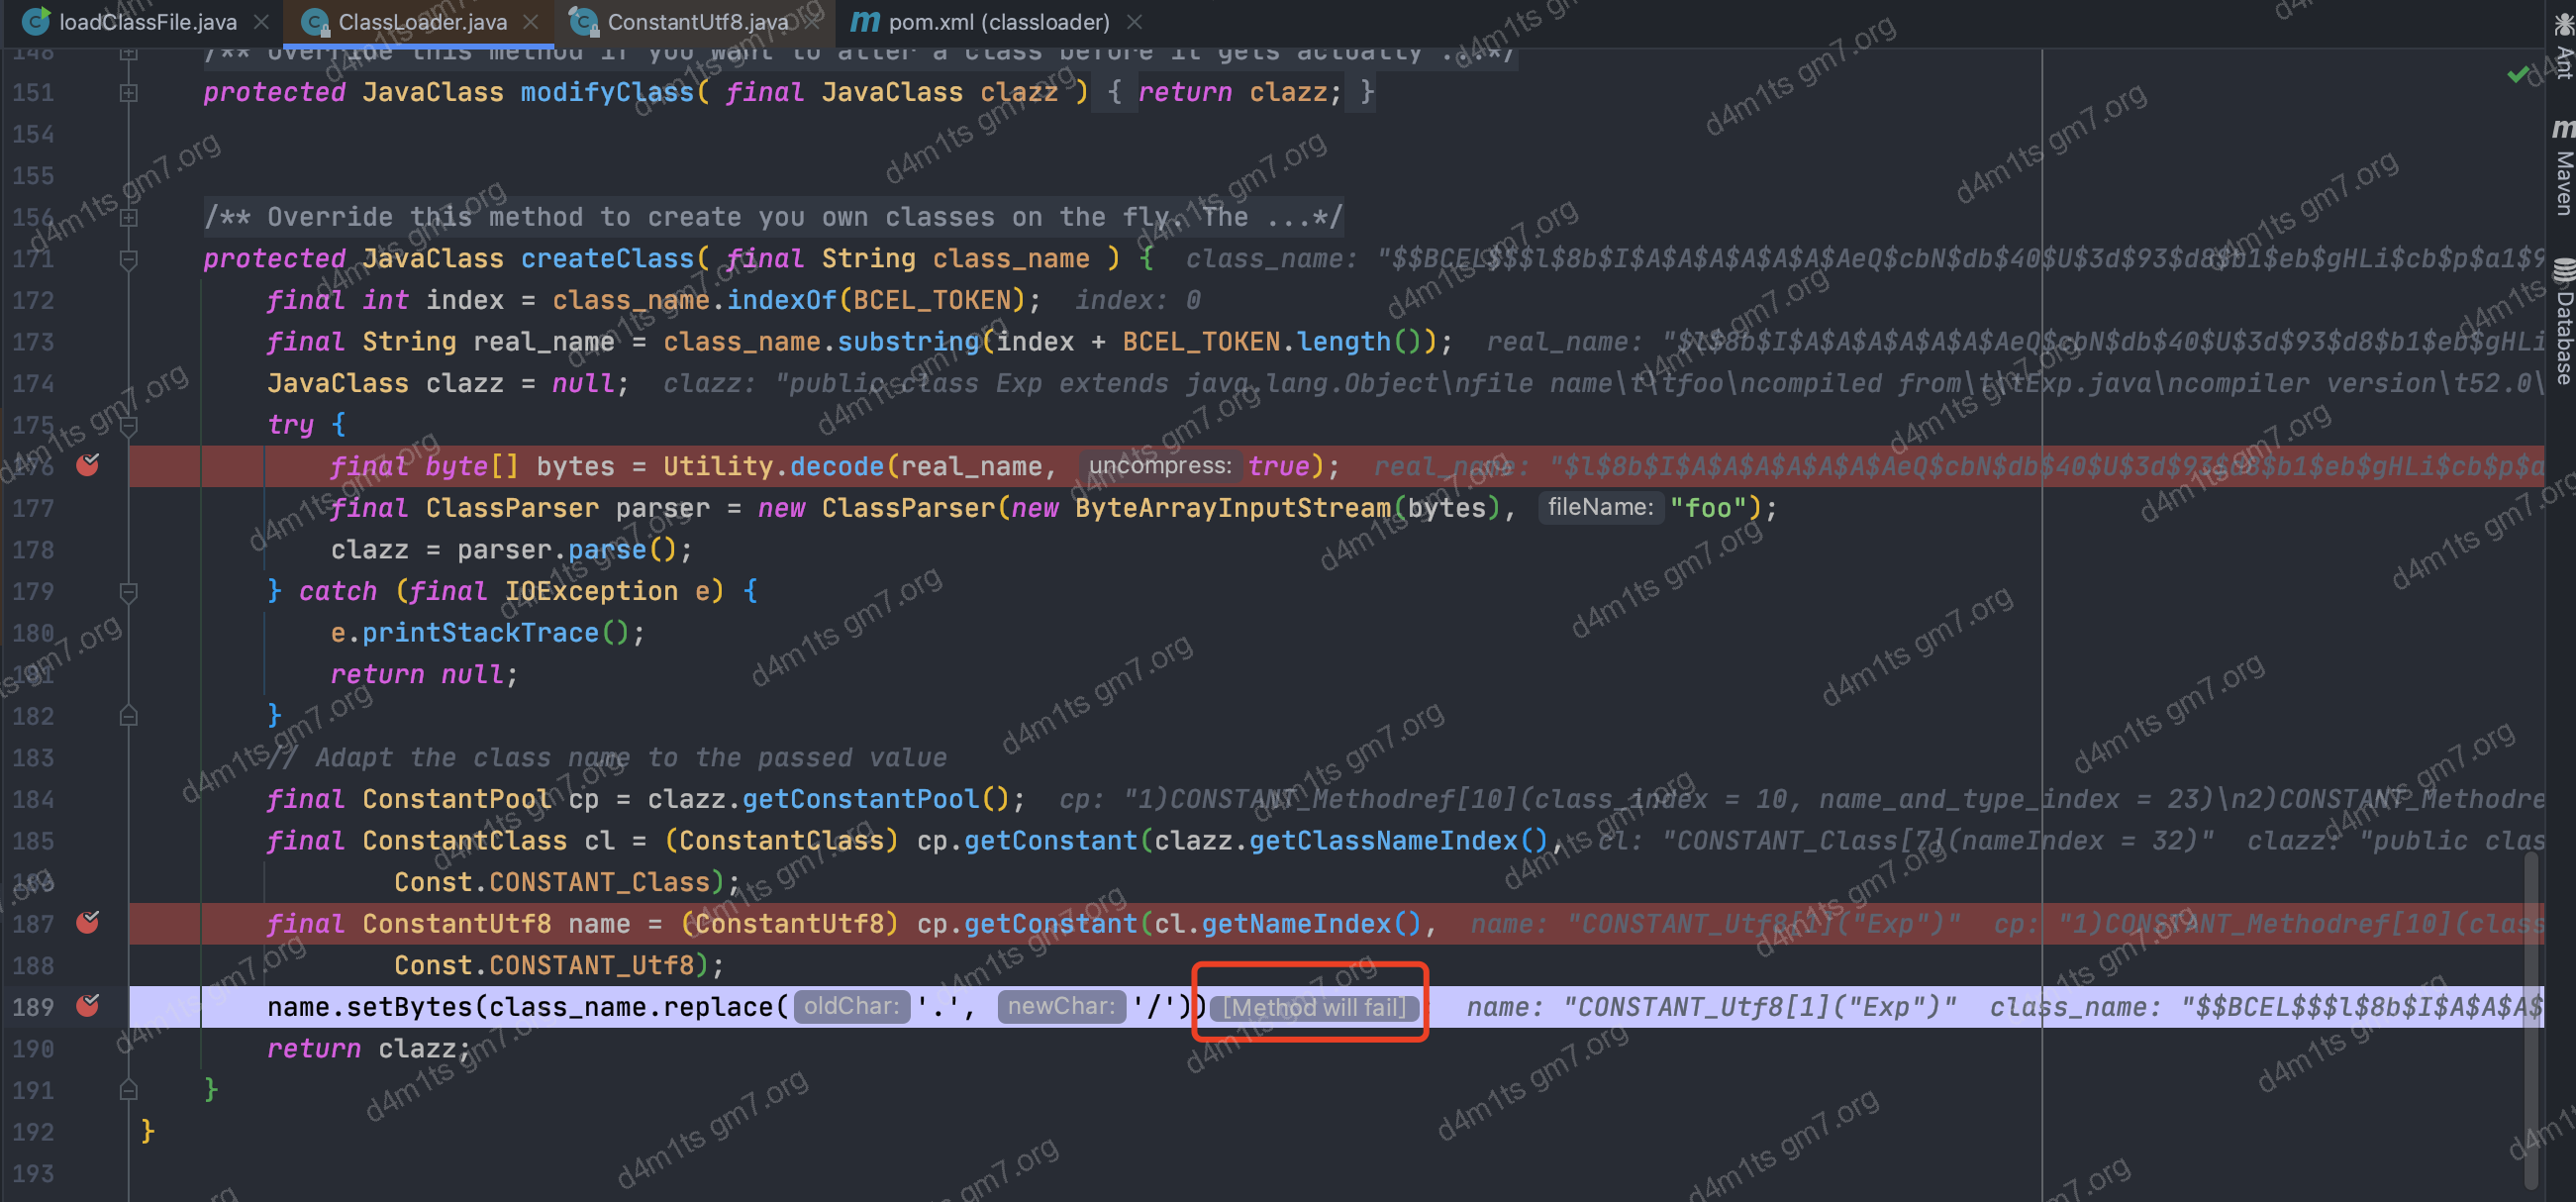 loadClassFile.java ClassLoader.java ConstantUtf8.java pom.xml (classloader)
148 /** Override this method if you want to alter a class before it gets actually ...*/
151 protected JavaClass modifyClass( final JavaClass clazz ) { return clazz; }
154
155
156 /** Override this method to create you own classes on the fly. The ...*/
171 protected JavaClass createClass( final String class_name ) { class_name: "$$BCEL$$$l$8b$I$A$A$A$A$A$A$AeQ$cbN$db$40$U$3d$93$d8$b1$eb$gHLi$cb$p$a1$9
172 final int index = class_name.indexOf(BCEL_TOKEN); index: 0
173 final String real_name = class_name.substring(index + BCEL_TOKEN.length()); real_name: "$l$8b$I$A$A$A$A$A$A$AeQ$cbN$db$40$U$3d$93$d8$b1$eb$gHLi
174 JavaClass clazz = null; clazz: "public class Exp extends java.lang.Object\nfile name\t\tfoo\ncompiled from\t\tExp.java\ncompiler version\t52.0\
175 try {
176 final byte[] bytes = Utility.decode(real_name, uncompress: true); real_name: "$l$8b$I$A$A$A$A$A$A$AeQ$cbN$db$40$U$3d$93$d8$b1$eb$gHLi$cb$p$a
177 final ClassParser parser = new ClassParser(new ByteArrayInputStream(bytes), fileName: "foo");
178 clazz = parser.parse();
179 } catch (final IOException e) {
180 e.printStackTrace();
181 return null;
182 }
183 // Adapt the class name to the passed value
184 final ConstantPool cp = clazz.getConstantPool(); cp: "1)CONSTANT_Methodref[10](class_index = 10, name_and_type_index = 23)\n2)CONSTANT_Methodre
185 final ConstantClass cl = (ConstantClass) cp.getConstant(clazz.getClassNameIndex(), cl: "CONSTANT_Class[7](nameIndex = 32)" clazz: "public clas
186 Const.CONSTANT_Class);
187 final ConstantUtf8 name = (ConstantUtf8) cp.getConstant(cl.getNameIndex(), name: "CONSTANT_Utf8[1]("Exp")" cp: "1)CONSTANT_Methodref[10](class
188 Const.CONSTANT_Utf8);
189 name.setBytes(class_name.replace( oldChar: '.', newChar: '/')) [Method will fail] name: "CONSTANT_Utf8[1]("Exp")" class_name: "$$BCEL$$$l$8b$I$A$A$A$
190 return clazz;
191 }
192 }
193
Ant
Maven
Database
d4m1ts gm7.org